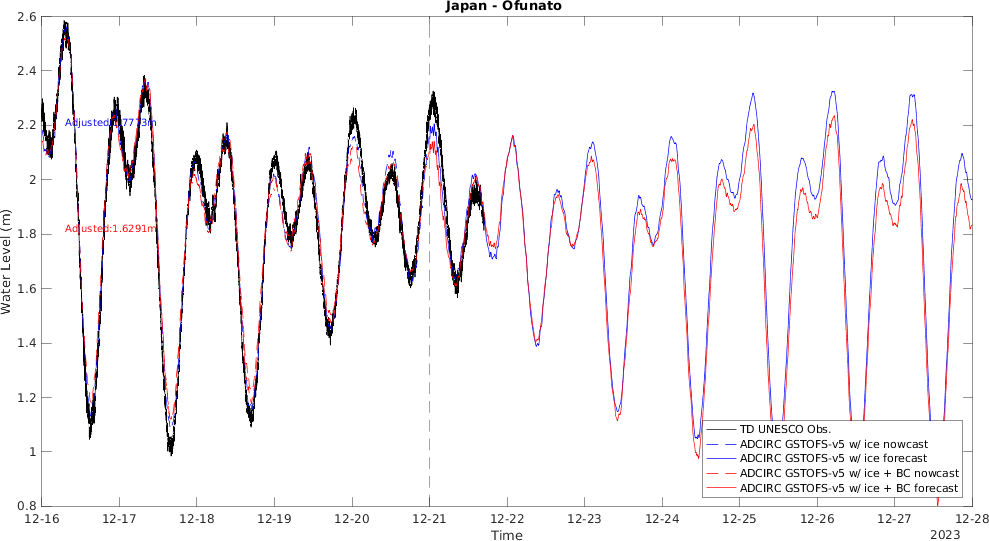 Japan - Ofunato
2.6
2.4
2.2
2
1.8
1.6
1.4
1.2
1
0.8
Water Level (m)
Adjusted:1.6291m
TD UNESCO Obs.
ADCIRC GSTOFS-v5 w/ ice nowcast
ADCIRC GSTOFS-v5 w/ ice forecast
ADCIRC GSTOFS-v5 w/ ice + BC nowcast
ADCIRC GSTOFS-v5 w/ ice + BC forecast
12-16 12-17 12-18 12-19 12-20 12-21 12-22 12-23 12-24 12-25 12-26 12-27 12-28
Time
2023